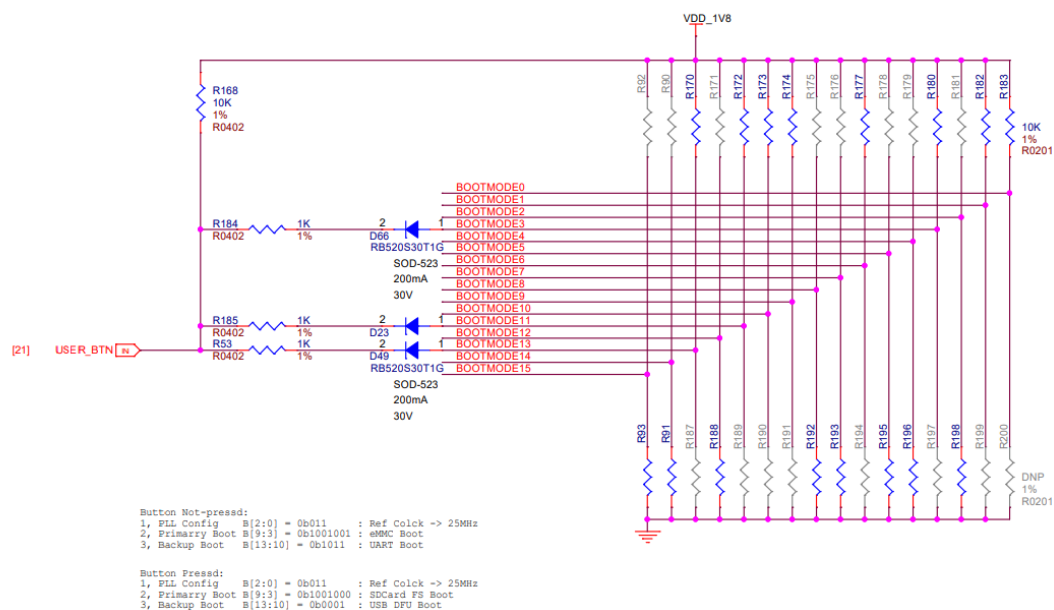 VDD_1V8
R92 R90 R170 R171 R172 R173 R174 R175 R176 R177 R178 R179 R180 R181 R182 R183
R168
10K
1%
R0402
10K
1%
R0201
BOOTMODE0
BOOTMODE1
BOOTMODE2
BOOTMODE3
BOOTMODE4
BOOTMODE5
BOOTMODE6
BOOTMODE7
BOOTMODE8
BOOTMODE9
BOOTMODE10
BOOTMODE11
BOOTMODE12
BOOTMODE13
BOOTMODE14
BOOTMODE15
R184 1K 2 1
R0402 1% D66
RB520S30T1G
SOD-523
200mA
30V
R185 1K 2 1
R0402 1% D23
R53 1K 2 1
R0402 1% D49
RB520S30T1G
SOD-523
200mA
30V
[21] USER_BTN IN
R93 R91 R187 R188 R189 R190 R191 R192 R193 R194 R195 R196 R197 R198 R199 R200
DNP
1%
R0201
Button Not-pressd:
1, PLL Config B[2:0] = 0b011 : Ref Colck -> 25MHz
2, Primarry Boot B[9:3] = 0b1001001 : eMMC Boot
3, Backup Boot B[13:10] = 0b1011 : UART Boot
Button Pressd:
1, PLL Config B[2:0] = 0b011 : Ref Colck -> 25MHz
2, Primarry Boot B[9:3] = 0b1001000 : SDCard FS Boot
3, Backup Boot B[13:10] = 0b0001 : USB DFU Boot